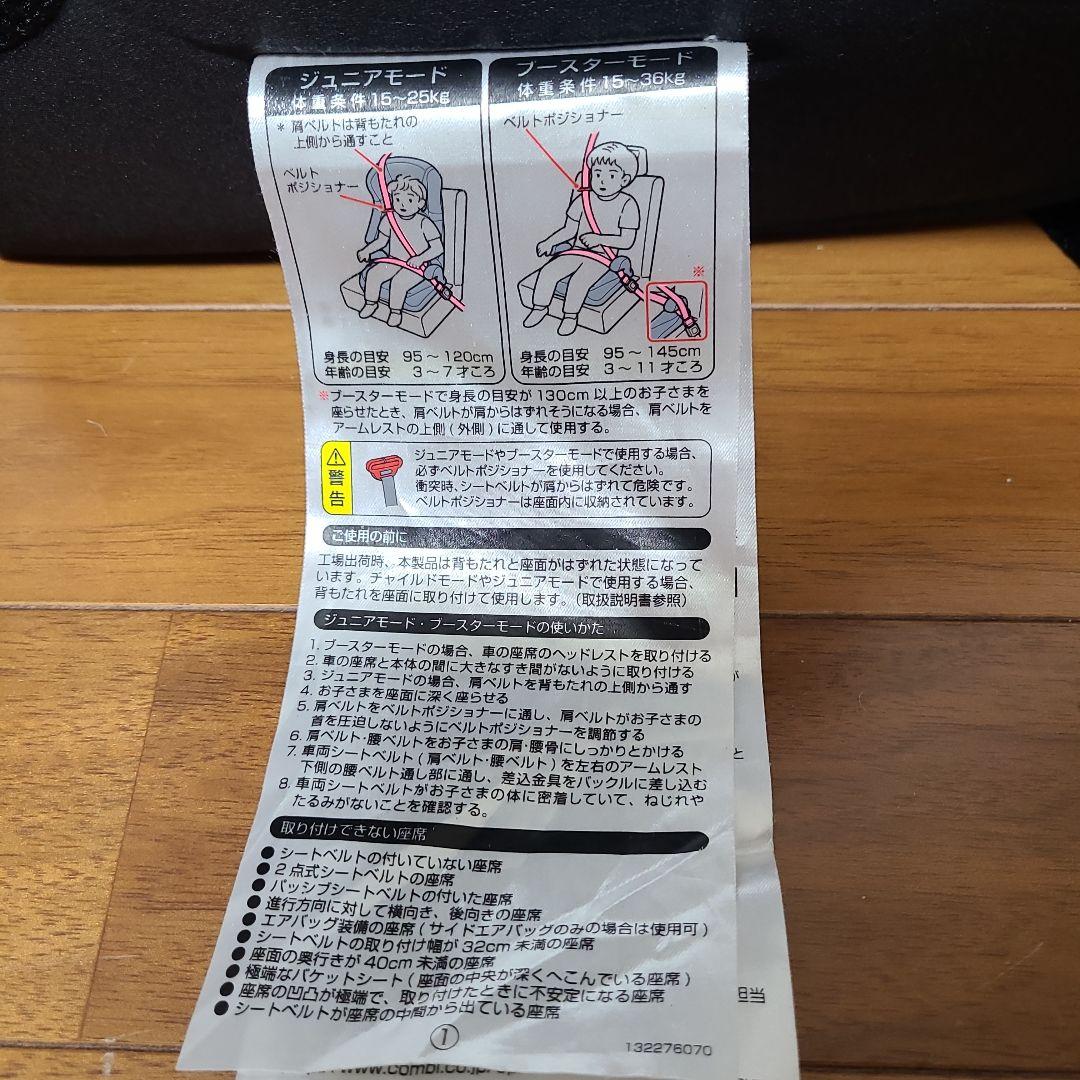 ジュニアモード
体重条件15～25kg
* 肩ベルトは背もたれの
上側から通すこと
ベルト
ポジショナー
身長の目安 95～120cm
年齢の目安 3～7才ころ
ブースターモード
体重条件15～36kg
ベルトポジショナー
※
身長の目安 95～145cm
年齢の目安 3～11才ころ
※ブースターモードで身長の目安が130cm以上のお子さまを
座らせたとき、肩ベルトが肩からはずれそうになる場合、肩ベルトを
アームレストの上側(外側)に通して使用する。
警告
ジュニアモードやブースターモードで使用する場合、
必ずベルトポジショナーを使用してください。
衝突時、シートベルトが肩からはずれて危険です。
ベルトポジショナーは座面内に収納されています。
ご使用の前に
工場出荷時、本製品は背もたれと座面がはずれた状態になって
います。チャイルドモードやジュニアモードで使用する場合、
背もたれを座面に取り付けて使用します。(取扱説明書参照)
ジュニアモード・ブースターモードの使いかた
1. ブースターモードの場合、車の座席のヘッドレストを取り付ける
2. 車の座席と本体の間に大きなすき間がないように取り付ける
3. ジュニアモードの場合、肩ベルトを背もたれの上側から通す
4. お子さまを座面に深く座らせる
5. 肩ベルトをベルトポジショナーに通し、肩ベルトがお子さまの
首を圧迫しないようにベルトポジショナーを調節する
6. 肩ベルト・腰ベルトをお子さまの肩・腰骨にしっかりとかける
7. 車両シートベルト(肩ベルト・腰ベルト)を左右のアームレスト
下側の腰ベルト通し部に通し、差込金具をバックルに差し込む
8. 車両シートベルトがお子さまの体に密着していて、ねじれや
たるみがないことを確認する。
取り付けできない座席
●シートベルトの付いていない座席
●2点式シートベルトの座席
●パッシブシートベルトの付いた座席
●進行方向に対して横向き、後向きの座席
●エアバッグ装備の座席(サイドエアバッグのみの場合は使用可)
●シートベルトの取り付け幅が32cm未満の座席
●座面の奥行きが40cm未満の座席
●極端なバケットシート(座面の中央が深くへこんでいる座席)
●座席の凹凸が極端で、取り付けたときに不安定になる座席
●シートベルトが座席の中間から出ている座席
①
132276070
が
と
担当
www.combi.co.jp